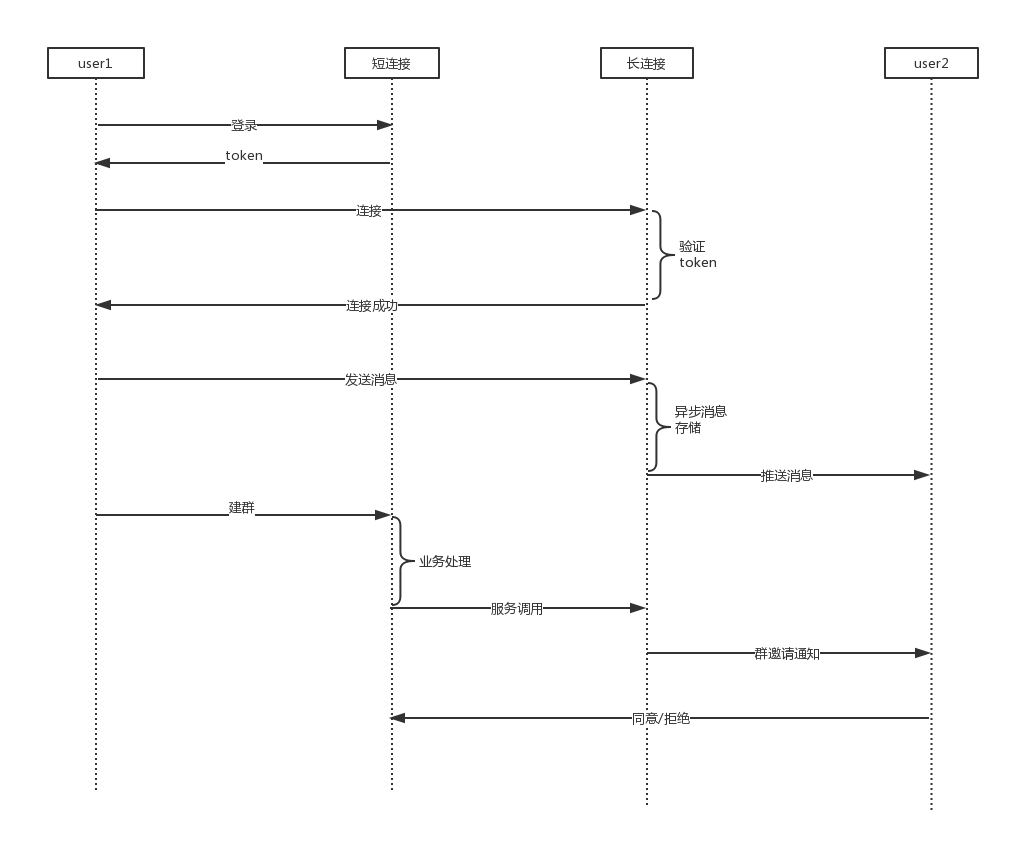 user1
短连接
长连接
user2
登录
token
连接
验证
token
连接成功
发送消息
异步消息
存储
推送消息
建群
业务处理
服务调用
群邀请通知
同意/拒绝